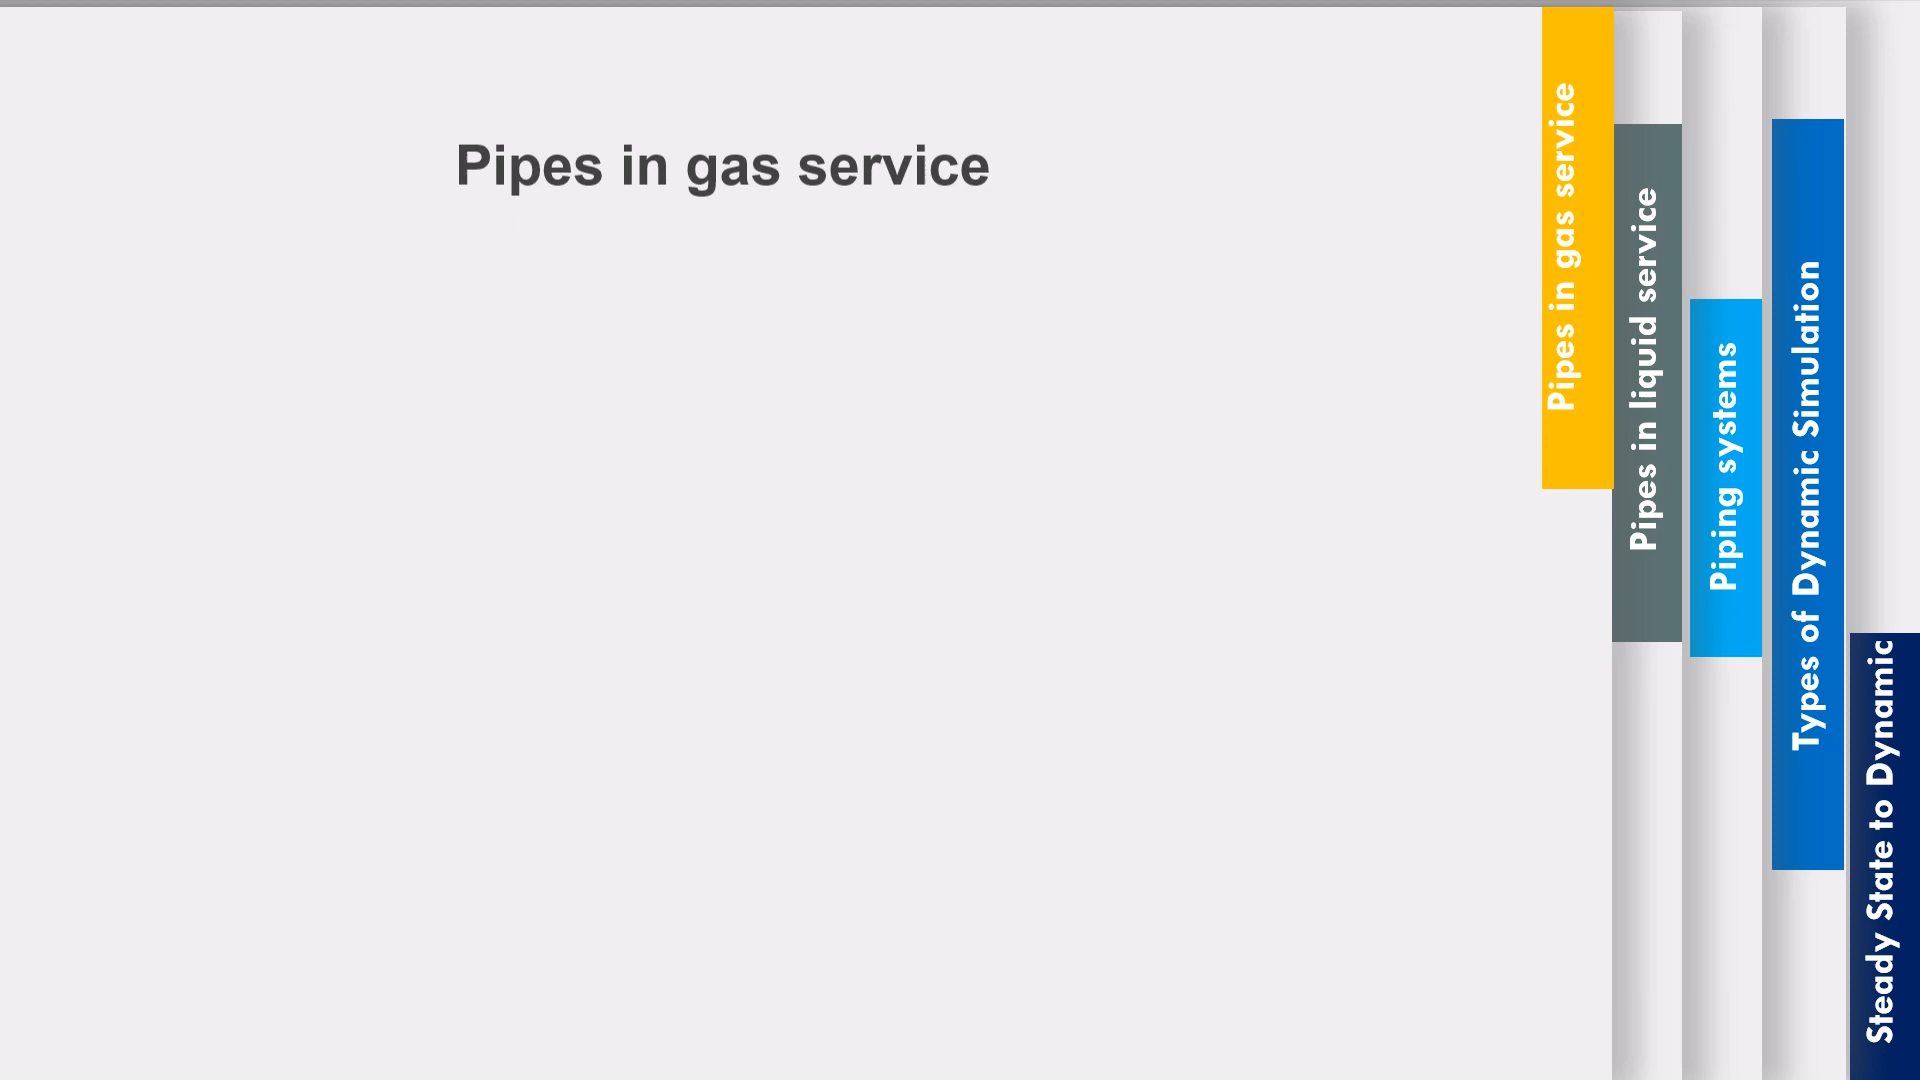 Pipes in gas service
Pipes in gas service
Pipes in liquid service
Piping systems
Types of Dynamic Simulation
Steady State to Dynamic